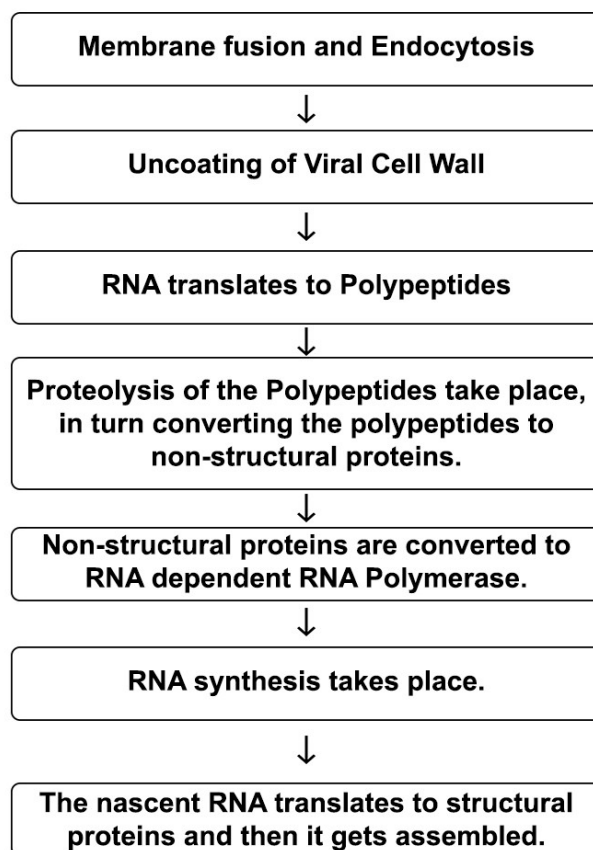 Membrane fusion and Endocytosis
↓
Uncoating of Viral Cell Wall
↓
RNA translates to Polypeptides
↓
Proteolysis of the Polypeptides take place,
in turn converting the polypeptides to
non-structural proteins.
↓
Non-structural proteins are converted to
RNA dependent RNA Polymerase.
↓
RNA synthesis takes place.
↓
The nascent RNA translates to structural
proteins and then it gets assembled.